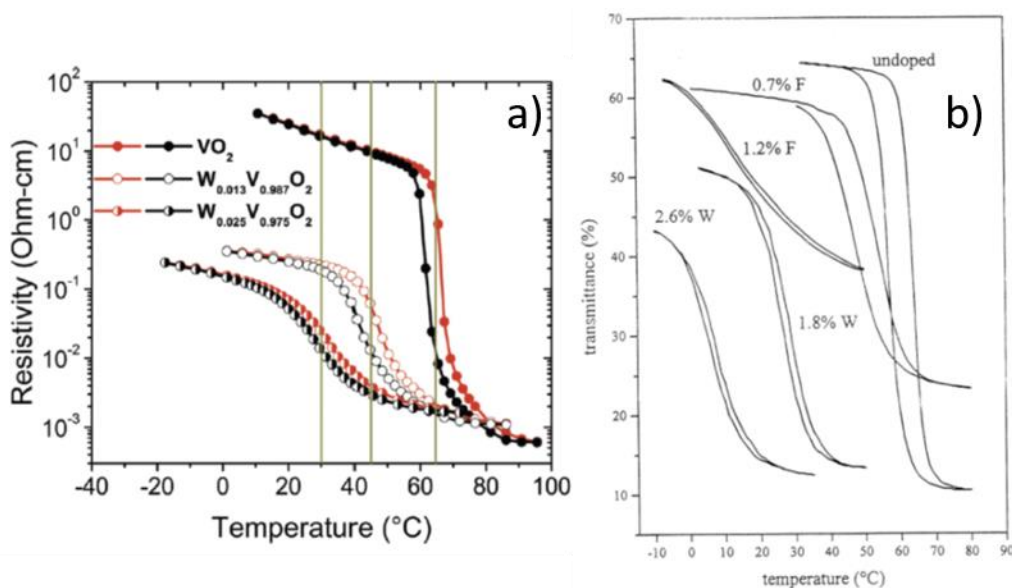 a)
10²
10¹
10⁰
10⁻¹
10⁻²
10⁻³
Resistivity (Ohm-cm)
VO₂
W₀.₀₁₃V₀.₉₈₇O₂
W₀.₀₂₅V₀.₉₇₅O₂
-40 -20 0 20 40 60 80 100
Temperature (°C)
b)
70
60
50
40
30
20
10
transmittance (%)
undoped
0.7% F
1.2% F
2.6% W
1.8% W
-10 0 10 20 30 40 50 60 70 80 90
temperature (°C)